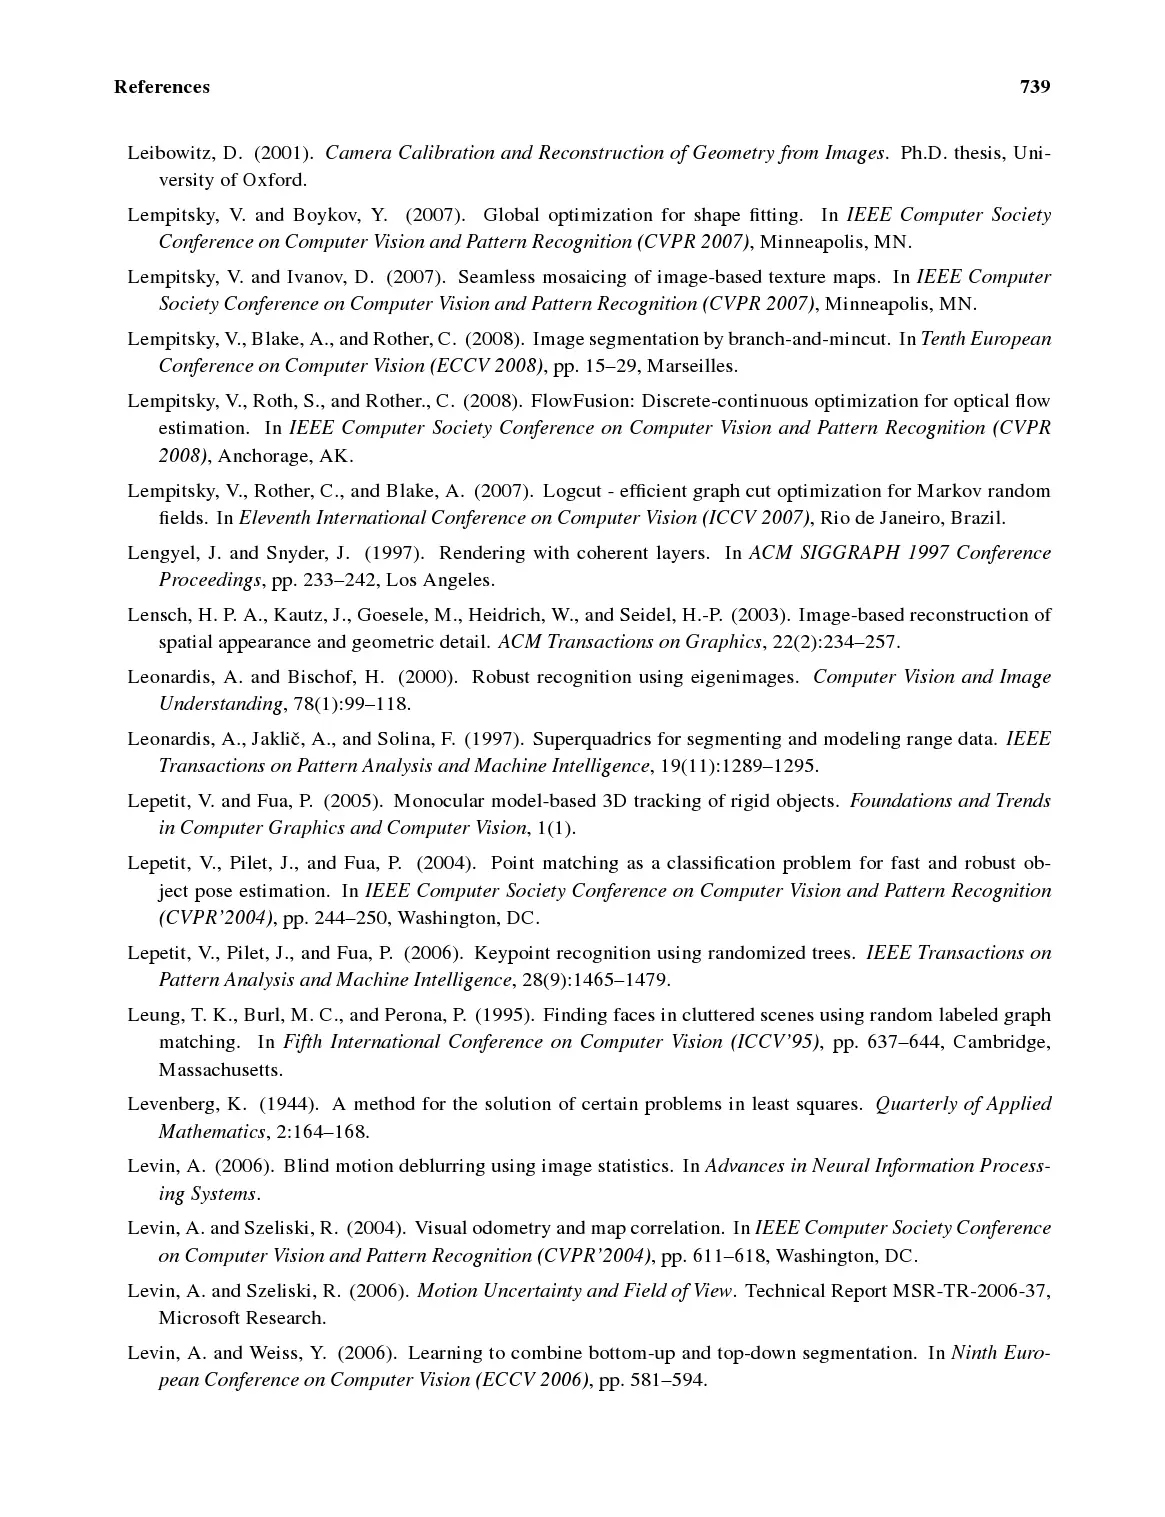 References 739
Leibowitz, D. (2001). Camera Calibration and Reconstruction of Geometry from Images. Ph.D. thesis, Uni-
versity of Oxford.
Lempitsky, V. and Boykov, Y. (2007). Global optimization for shape fitting. In IEEE Computer Society
Conference on Computer Vision and Pattern Recognition (CVPR 2007), Minneapolis, MN.
Lempitsky, V. and Ivanov, D. (2007). Seamless mosaicing of image-based texture maps. In IEEE Computer
Society Conference on Computer Vision and Pattern Recognition (CVPR 2007), Minneapolis, MN.
Lempitsky, V., Blake, A., and Rother, C. (2008). Image segmentation by branch-and-mincut. In Tenth European
Conference on Computer Vision (ECCV 2008), pp. 15–29, Marseilles.
Lempitsky, V., Roth, S., and Rother., C. (2008). FlowFusion: Discrete-continuous optimization for optical flow
estimation. In IEEE Computer Society Conference on Computer Vision and Pattern Recognition (CVPR
2008), Anchorage, AK.
Lempitsky, V., Rother, C., and Blake, A. (2007). Logcut - efficient graph cut optimization for Markov random
fields. In Eleventh International Conference on Computer Vision (ICCV 2007), Rio de Janeiro, Brazil.
Lengyel, J. and Snyder, J. (1997). Rendering with coherent layers. In ACM SIGGRAPH 1997 Conference
Proceedings, pp. 233–242, Los Angeles.
Lensch, H. P. A., Kautz, J., Goesele, M., Heidrich, W., and Seidel, H.-P. (2003). Image-based reconstruction of
spatial appearance and geometric detail. ACM Transactions on Graphics, 22(2):234–257.
Leonardis, A. and Bischof, H. (2000). Robust recognition using eigenimages. Computer Vision and Image
Understanding, 78(1):99–118.
Leonardis, A., Jaklič, A., and Solina, F. (1997). Superquadrics for segmenting and modeling range data. IEEE
Transactions on Pattern Analysis and Machine Intelligence, 19(11):1289–1295.
Lepetit, V. and Fua, P. (2005). Monocular model-based 3D tracking of rigid objects. Foundations and Trends
in Computer Graphics and Computer Vision, 1(1).
Lepetit, V., Pilet, J., and Fua, P. (2004). Point matching as a classification problem for fast and robust ob-
ject pose estimation. In IEEE Computer Society Conference on Computer Vision and Pattern Recognition
(CVPR'2004), pp. 244–250, Washington, DC.
Lepetit, V., Pilet, J., and Fua, P. (2006). Keypoint recognition using randomized trees. IEEE Transactions on
Pattern Analysis and Machine Intelligence, 28(9):1465–1479.
Leung, T. K., Burl, M. C., and Perona, P. (1995). Finding faces in cluttered scenes using random labeled graph
matching. In Fifth International Conference on Computer Vision (ICCV'95), pp. 637–644, Cambridge,
Massachusetts.
Levenberg, K. (1944). A method for the solution of certain problems in least squares. Quarterly of Applied
Mathematics, 2:164–168.
Levin, A. (2006). Blind motion deblurring using image statistics. In Advances in Neural Information Process-
ing Systems.
Levin, A. and Szeliski, R. (2004). Visual odometry and map correlation. In IEEE Computer Society Conference
on Computer Vision and Pattern Recognition (CVPR'2004), pp. 611–618, Washington, DC.
Levin, A. and Szeliski, R. (2006). Motion Uncertainty and Field of View. Technical Report MSR-TR-2006-37,
Microsoft Research.
Levin, A. and Weiss, Y. (2006). Learning to combine bottom-up and top-down segmentation. In Ninth Euro-
pean Conference on Computer Vision (ECCV 2006), pp. 581–594.